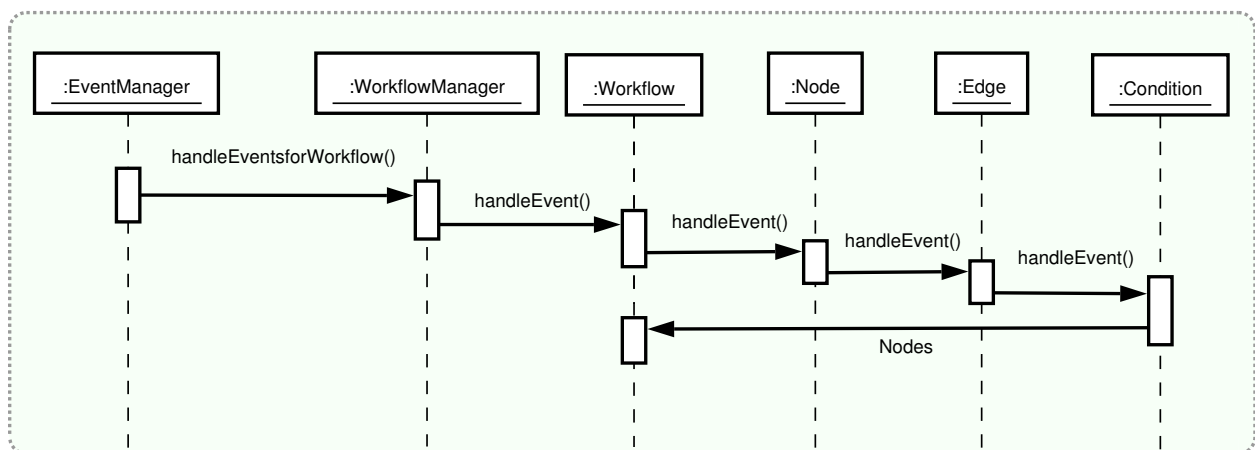 :EventManager
:WorkflowManager
:Workflow
:Node
:Edge
:Condition
handleEventsforWorkflow()
handleEvent()
handleEvent()
handleEvent()
handleEvent()
Nodes